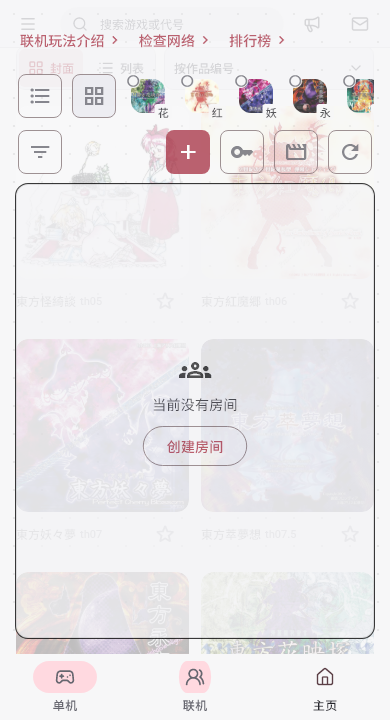 搜索游戏或代号
联机玩法介绍 检查网络 排行榜
封面 列表 按作品编号
花 红 妖 永
東方怪綺談 th05 東方紅魔郷 th06
当前没有房间
创建房间
東方妖々夢 th07 東方萃夢想 th07.5
单机 联机 主页